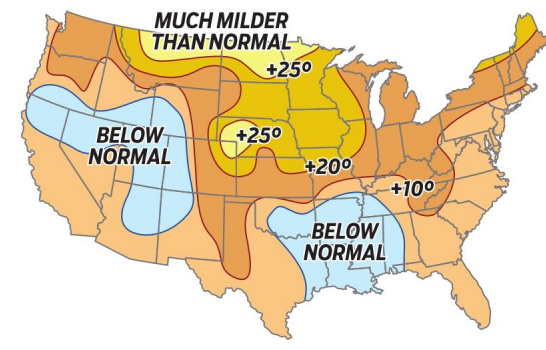 MUCH MILDER
THAN NORMAL
+25º
+25º
BELOW
NORMAL
+20º
+10º
BELOW
NORMAL